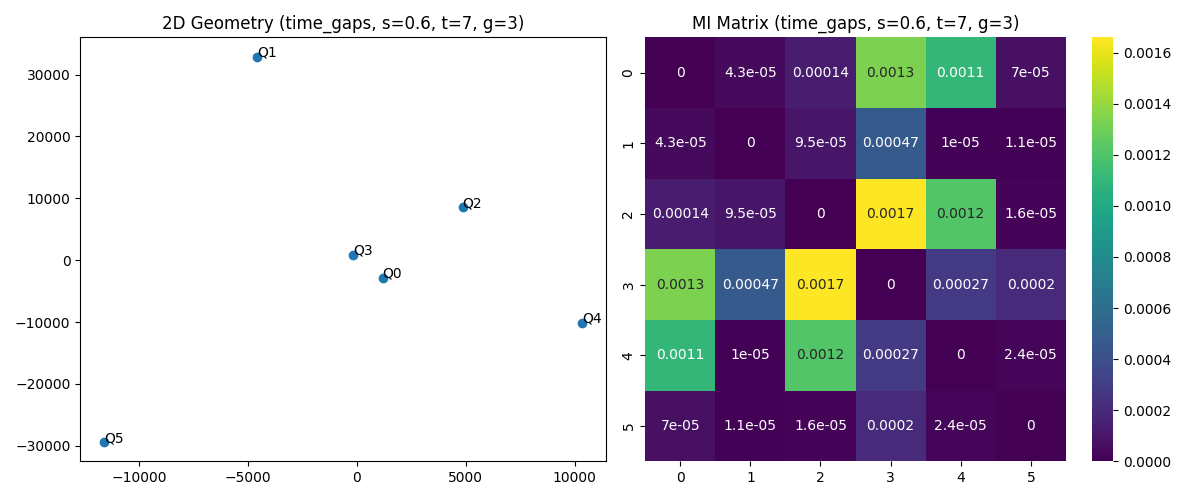 2D Geometry (time_gaps, s=0.6, t=7, g=3)
30000
20000
10000
0
−10000
−20000
−30000
−10000 −5000 0 5000 10000
Q1
Q2
Q3
Q0
Q4
Q5
MI Matrix (time_gaps, s=0.6, t=7, g=3)
0 0 4.3e-05 0.00014 0.0013 0.0011 7e-05
1 4.3e-05 0 9.5e-05 0.00047 1e-05 1.1e-05
2 0.00014 9.5e-05 0 0.0017 0.0012 1.6e-05
3 0.0013 0.00047 0.0017 0 0.00027 0.0002
4 0.0011 1e-05 0.0012 0.00027 0 2.4e-05
5 7e-05 1.1e-05 1.6e-05 0.0002 2.4e-05 0
0 1 2 3 4 5
0.0016
0.0014
0.0012
0.0010
0.0008
0.0006
0.0004
0.0002
0.0000